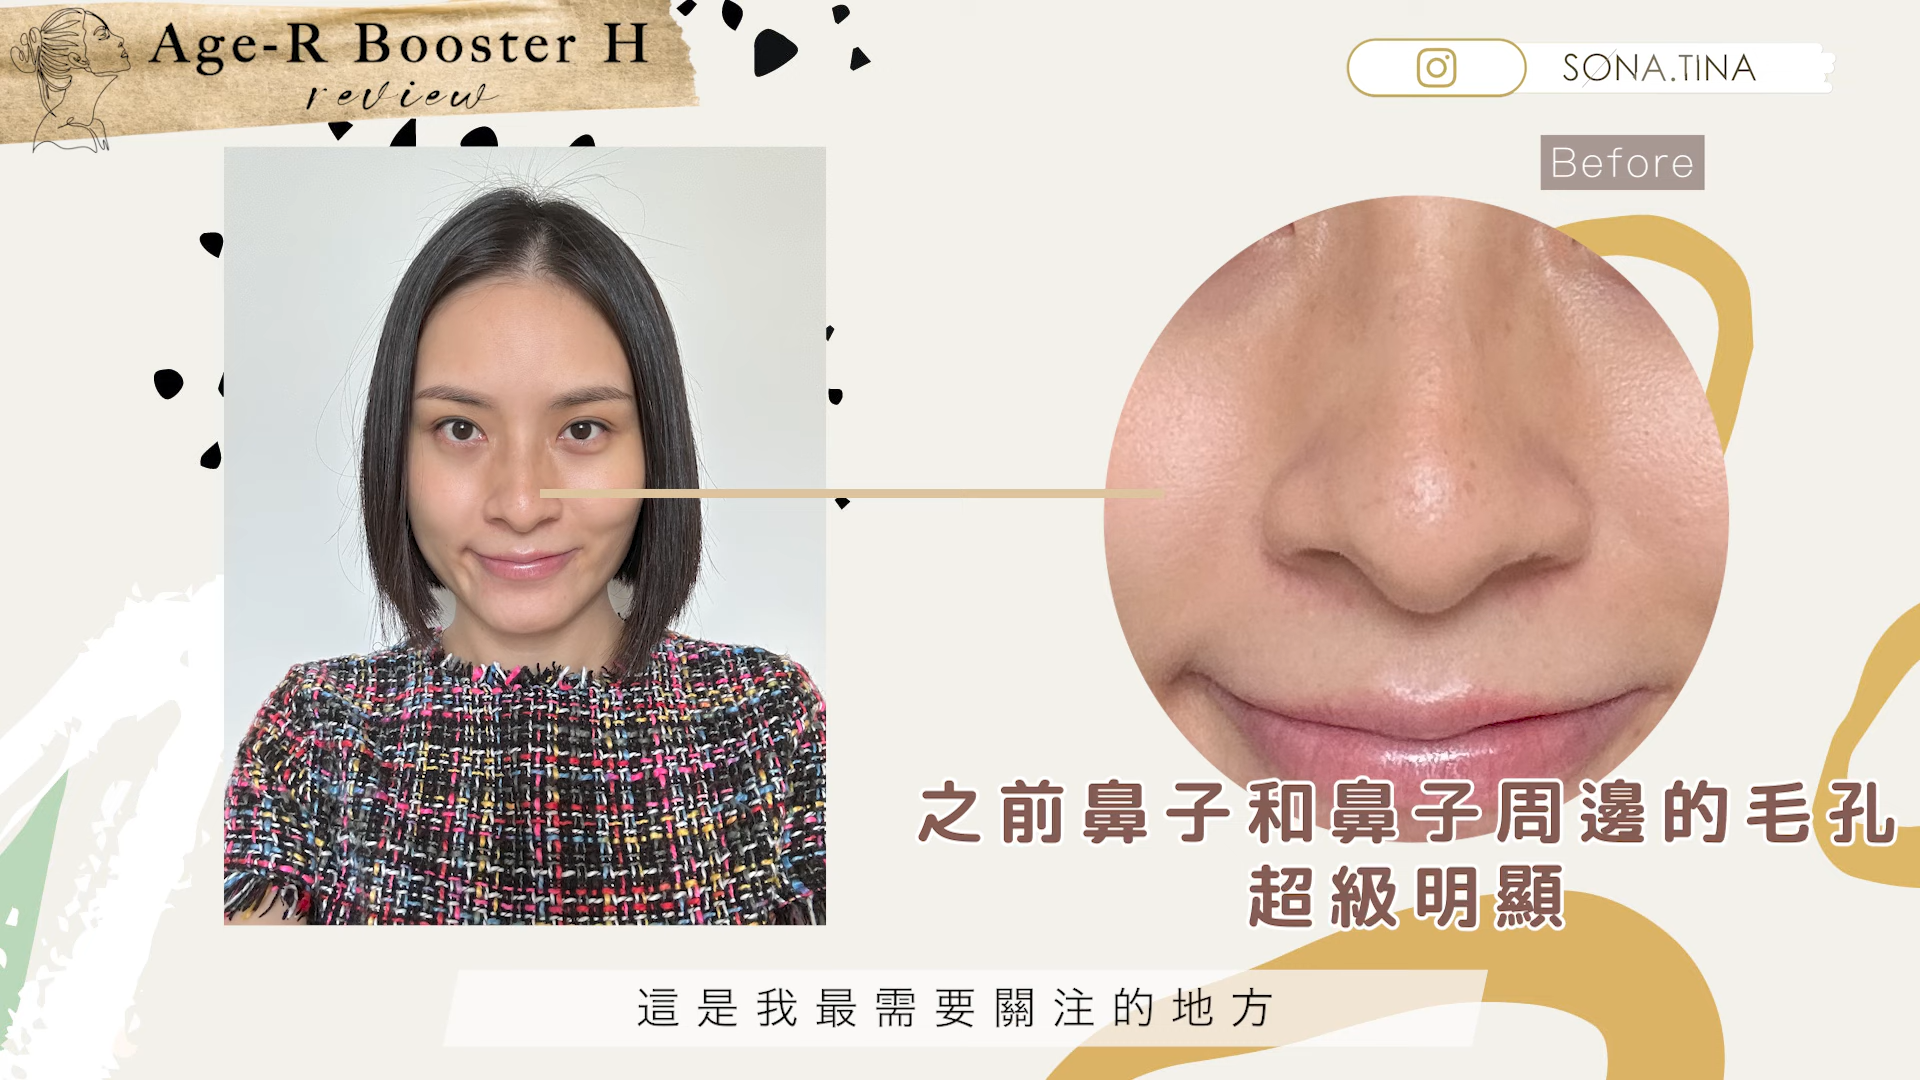 Age-R Booster H
review
SØNA.TINA
Before
之前鼻子和鼻子周邊的毛孔
超級明顯
這是我最需要關注的地方